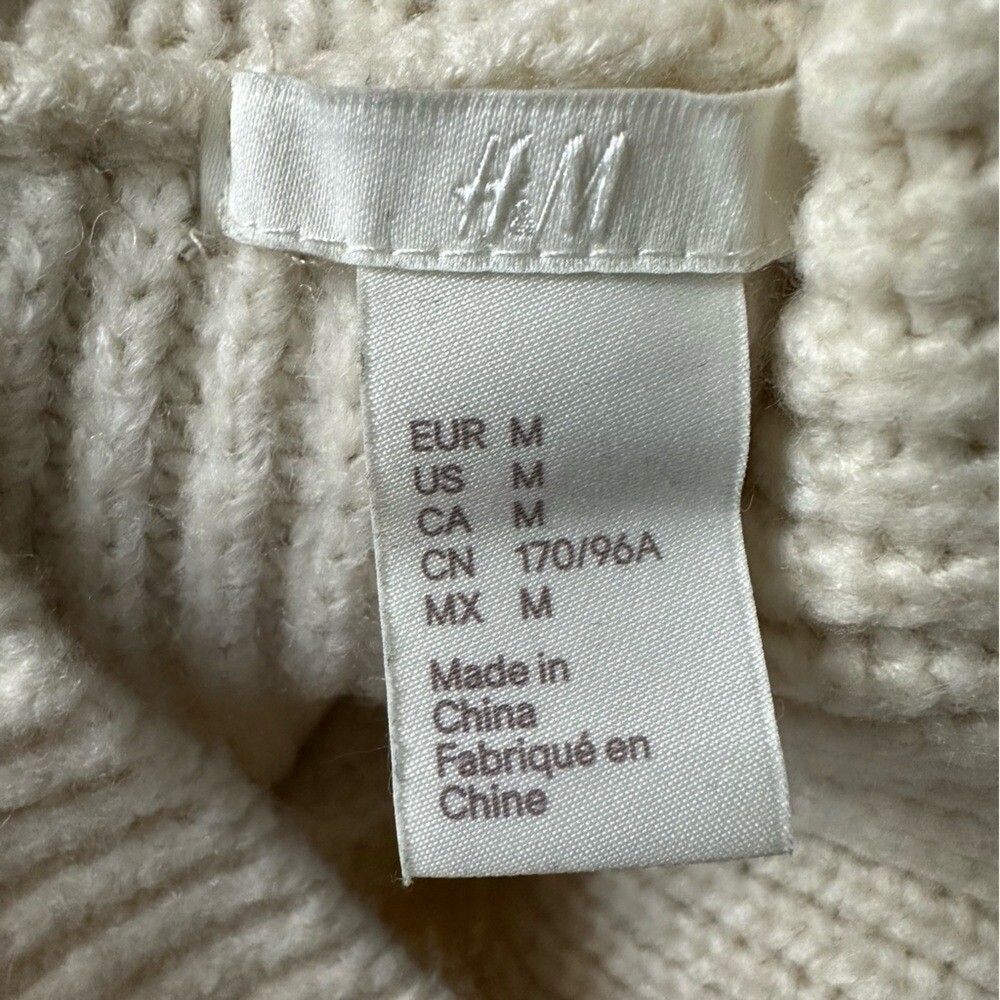 H&M
EUR M
US M
CA M
CN 170/96A
MX M
Made in
China
Fabriqué en
Chine